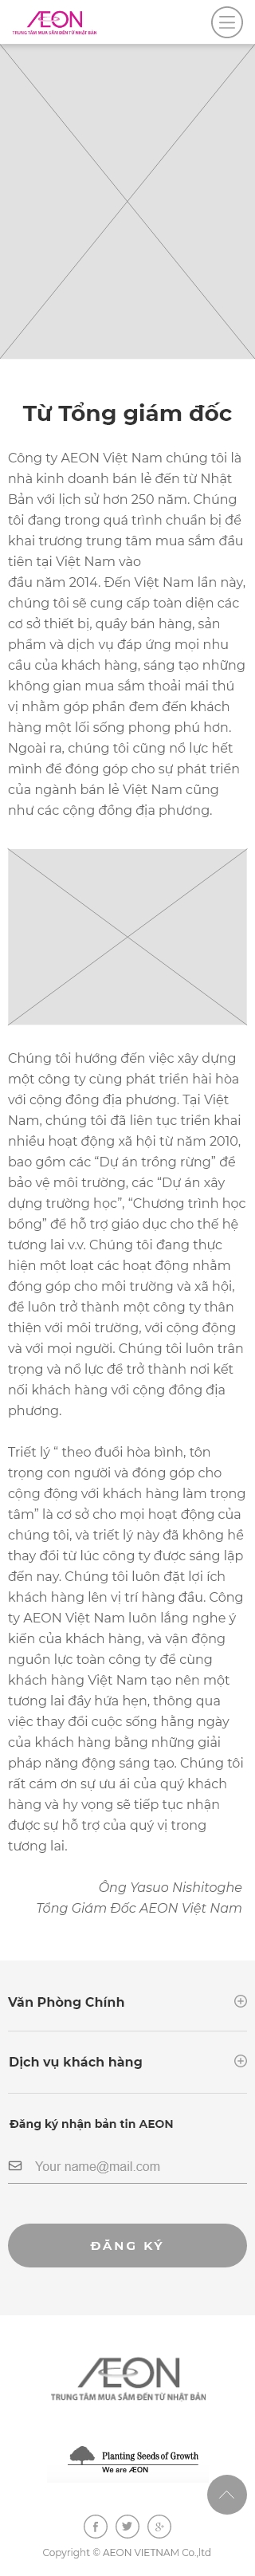 ÆON
TRUNG TÂM MUA SẮM ĐẾN TỪ NHẬT BẢN
Từ Tổng giám đốc
Công ty AEON Việt Nam chúng tôi là
nhà kinh doanh bán lẻ đến từ Nhật
Bản với lịch sử hơn 250 năm. Chúng
tôi đang trong quá trình chuẩn bị để
khai trương trung tâm mua sắm đầu
tiên tại Việt Nam vào
đầu năm 2014. Đến Việt Nam lần này,
chúng tôi sẽ cung cấp toàn diện các
cơ sở thiết bị, quầy bán hàng, sản
phẩm và dịch vụ đáp ứng mọi nhu
cầu của khách hàng, sáng tạo những
không gian mua sắm thoải mái thú
vị nhằm góp phần đem đến khách
hàng một lối sống phong phú hơn.
Ngoài ra, chúng tôi cũng nổ lực hết
mình để đóng góp cho sự phát triển
của ngành bán lẻ Việt Nam cũng
như các cộng đồng địa phương.
Chúng tôi hướng đến việc xây dựng
một công ty cùng phát triển hài hòa
với cộng đồng địa phương. Tại Việt
Nam, chúng tôi đã liên tục triển khai
nhiều hoạt động xã hội từ năm 2010,
bao gồm các “Dự án trồng rừng” để
bảo vệ môi trường, các “Dự án xây
dựng trường học”, “Chương trình học
bổng” để hỗ trợ giáo dục cho thế hệ
tương lai v.v. Chúng tôi đang thực
hiện một loạt các hoạt động nhằm
đóng góp cho môi trường và xã hội,
để luôn trở thành một công ty thân
thiện với môi trường, với cộng động
và với mọi người. Chúng tôi luôn trân
trọng và nổ lực để trở thành nơi kết
nối khách hàng với cộng đồng địa
phương.
Triết lý “ theo đuổi hòa bình, tôn
trọng con người và đóng góp cho
cộng động với khách hàng làm trọng
tâm” là cơ sở cho mọi hoạt động của
chúng tôi, và triết lý này đã không hề
thay đổi từ lúc công ty được sáng lập
đến nay. Chúng tôi luôn đặt lợi ích
khách hàng lên vị trí hàng đầu. Công
ty AEON Việt Nam luôn lắng nghe ý
kiến của khách hàng, và vận động
nguồn lực toàn công ty để cùng
khách hàng Việt Nam tạo nên một
tương lai đầy hứa hẹn, thông qua
việc thay đổi cuộc sống hằng ngày
của khách hàng bằng những giải
pháp năng động sáng tạo. Chúng tôi
rất cám ơn sự ưu ái của quý khách
hàng và hy vọng sẽ tiếp tục nhận
được sự hỗ trợ của quý vị trong
tương lai.
Ông Yasuo Nishitoghe
Tổng Giám Đốc AEON Việt Nam
Văn Phòng Chính
Dịch vụ khách hàng
Đăng ký nhận bản tin AEON
Your name@mail.com
ĐĂNG KÝ
ÆON
TRUNG TÂM MUA SẮM ĐẾN TỪ NHẬT BẢN
Planting Seeds of Growth
We are ÆON
Copyright © AEON VIETNAM Co.,ltd